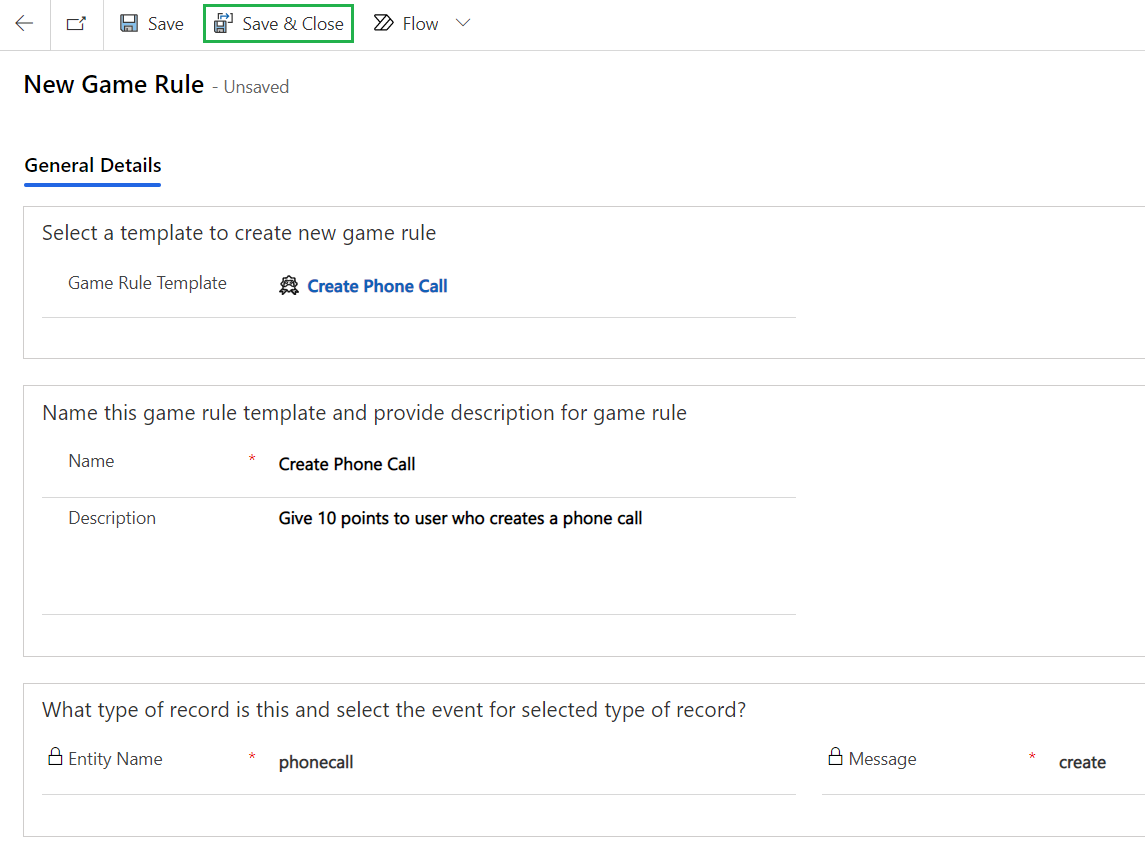 Save Save & Close Flow
New Game Rule - Unsaved
General Details
Select a template to create new game rule
Game Rule Template Create Phone Call
Name this game rule template and provide description for game rule
Name * Create Phone Call
Description Give 10 points to user who creates a phone call
What type of record is this and select the event for selected type of record?
Entity Name * phonecall Message * create